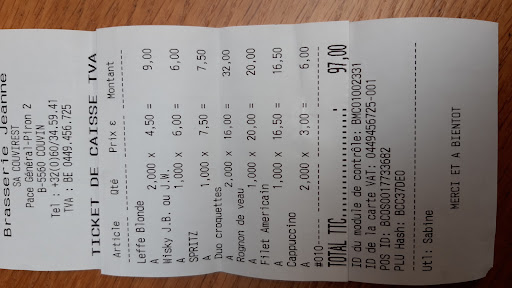 Brasserie Jeanne
SA COUVIREST
Pace Général-Piron 2
B-5560 COUVIN
Tel : +32(0)60/34.59.41
TVA : BE 0449.456.725
TICKET DE CAISSE TVA
Article Qté Prix € Montant
Leffe Blonde
A 2,000 x 4,50 = 9,00
Wisky J.B. ou J.W.
A 1,000 x 6,00 = 6,00
SPRITZ
A 1,000 x 7,50 = 7,50
Duo croquettes
A 2,000 x 16,00 = 32,00
Rognon de veau
A 1,000 x 20,00 = 20,00
Filet Americain
A 1,000 x 16,50 = 16,50
Cappuccino
A 2,000 x 3,00 = 6,00
#010
TOTAL TTC : 97,00
ID du module de contrôle: BMC01002331
ID de la carte VAT: 0449456725-001
POS ID: BCOS0017733682
PLU Hash: B0C37DE0
Utl: Sabine
MERCI ET A BIENTOT